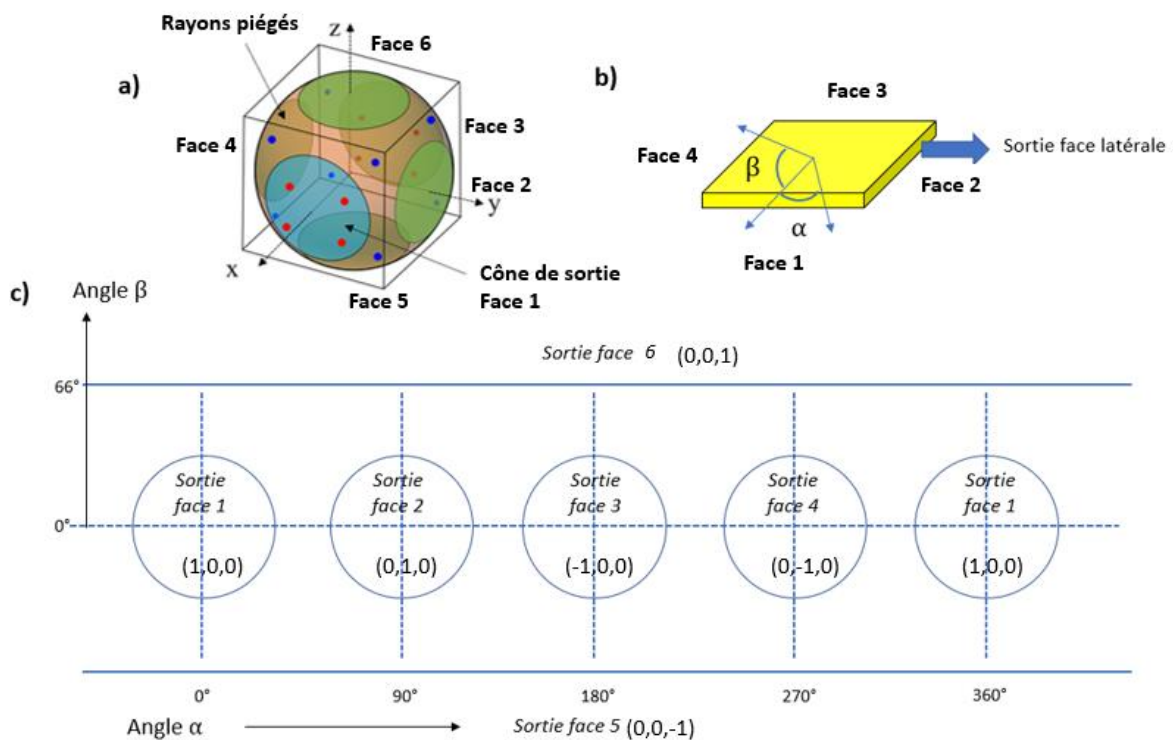 Rayons piégés
z
Face 6
a)
Face 4
Face 3
Face 2
y
x
Cône de sortie
Face 1
Face 5
b)
Face 3
Face 4
Sortie face latérale
β
Face 2
α
Face 1
c)
Angle β
Sortie face 6 (0,0,1)
66°
Sortie
face 1
Sortie
face 2
Sortie
face 3
Sortie
face 4
Sortie
face 1
0°
(1,0,0)
(0,1,0)
(-1,0,0)
(0,-1,0)
(1,0,0)
0°
90°
180°
270°
360°
Angle α
Sortie face 5 (0,0,-1)